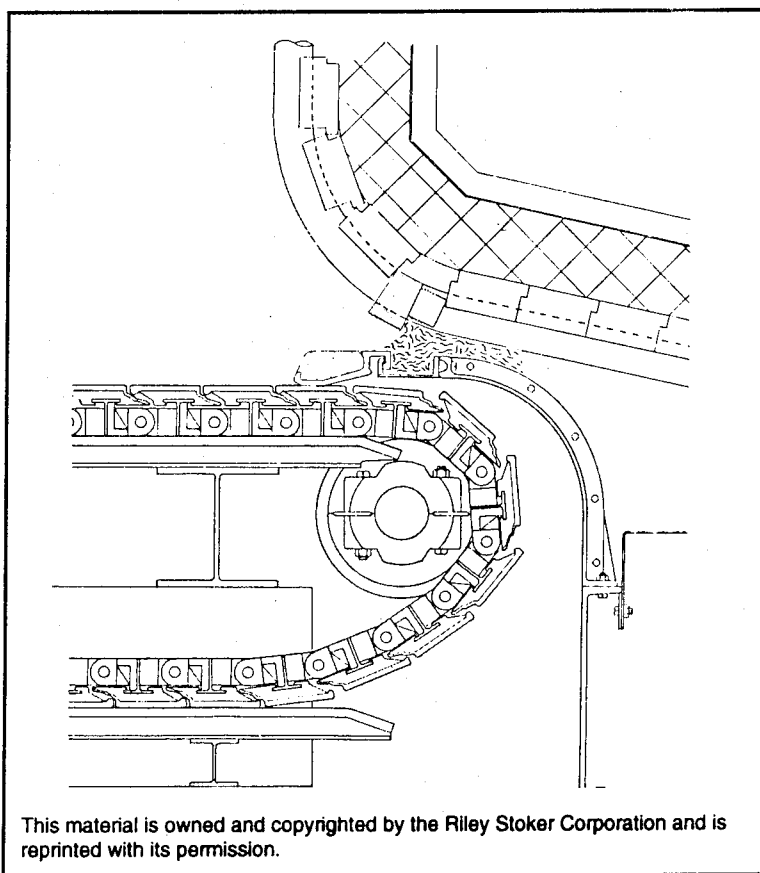 This material is owned and copyrighted by the Riley Stoker Corporation and is
reprinted with its permission.